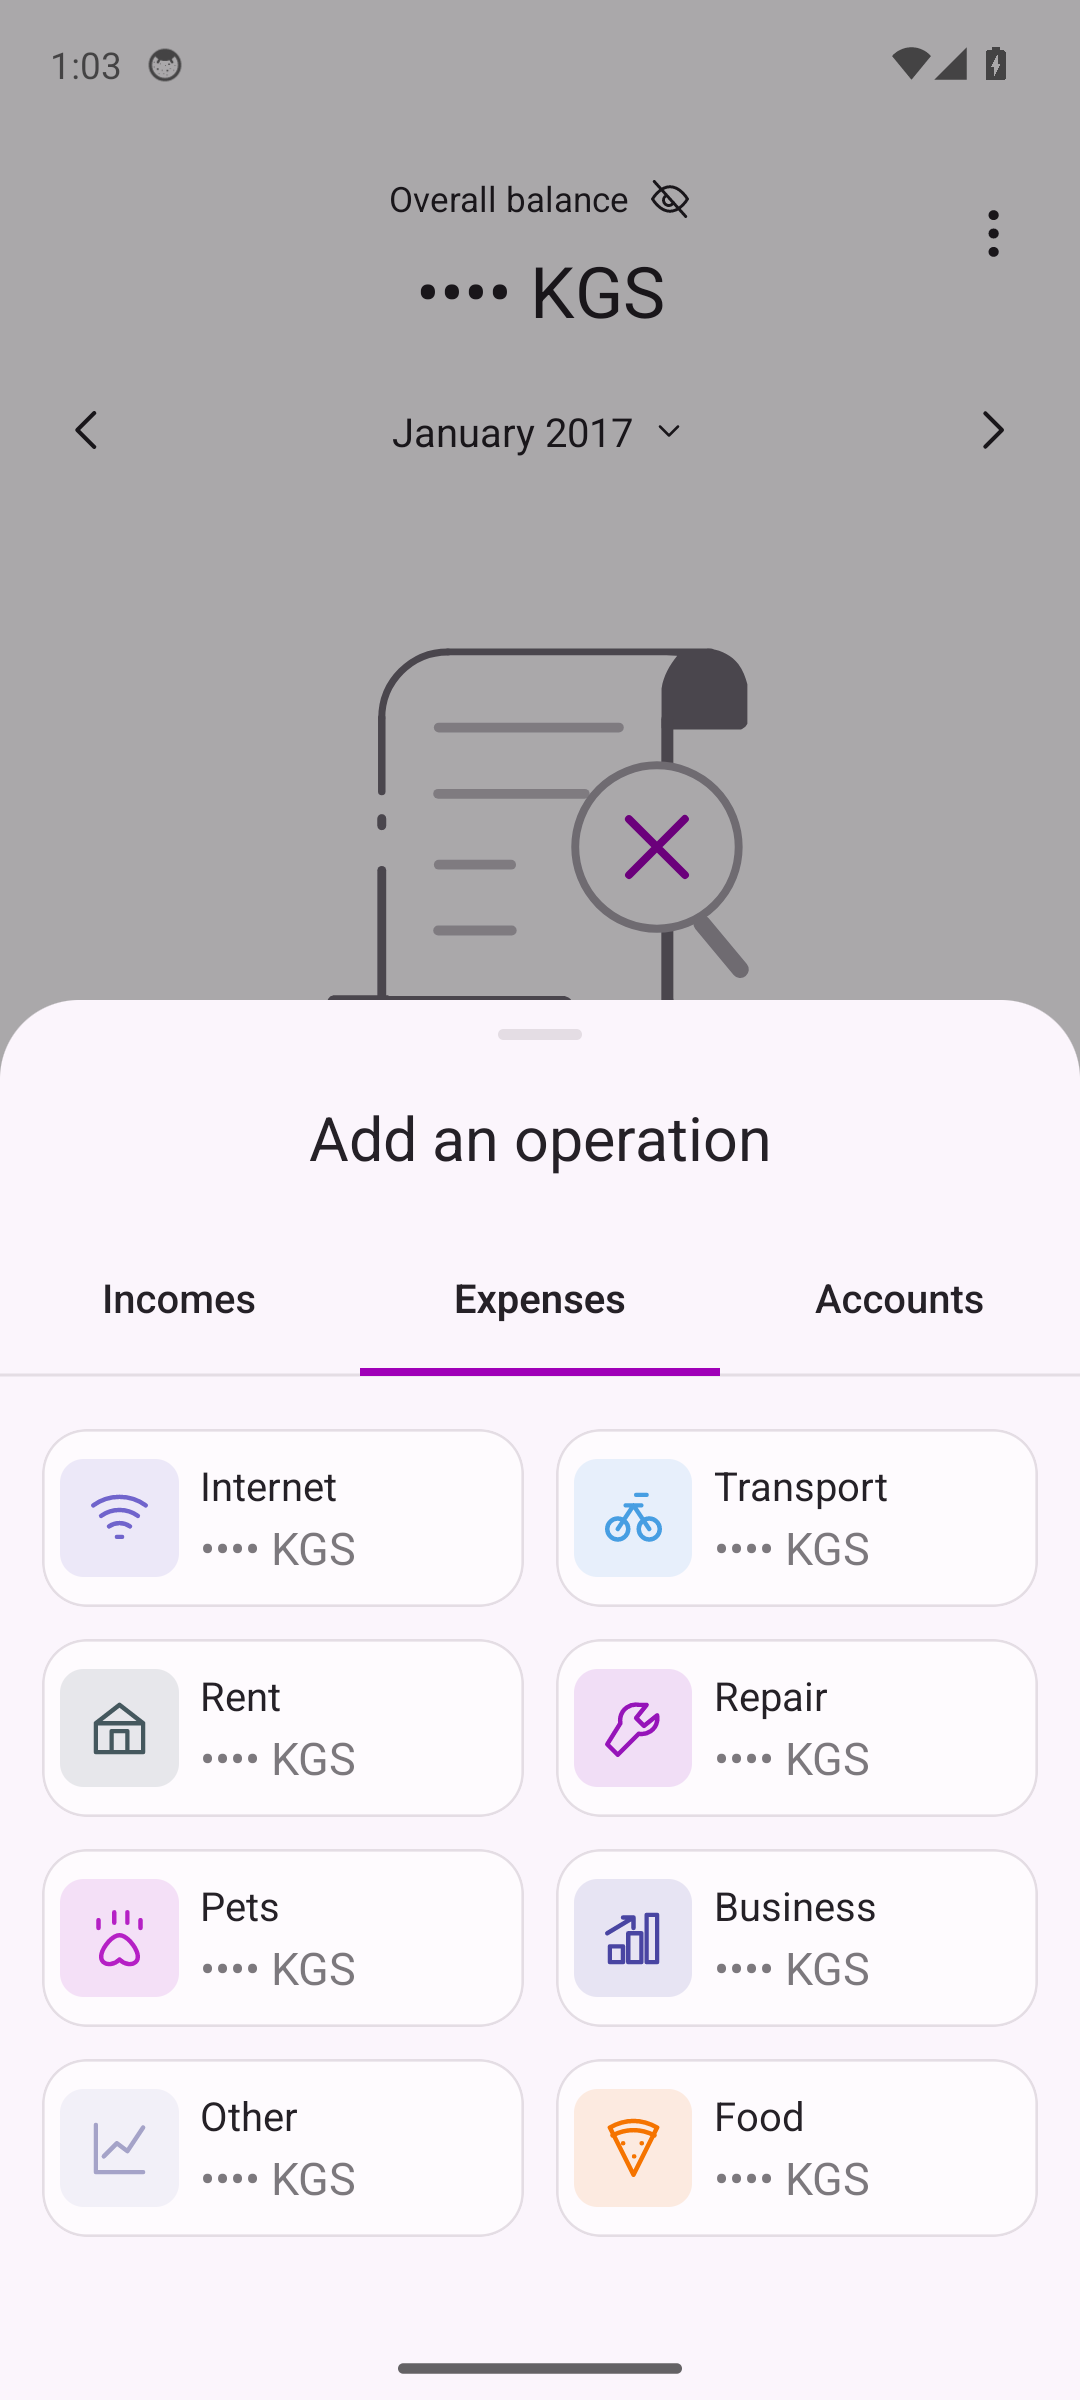 1:03
Overall balance
•••• KGS
January 2017
Add an operation
Incomes
Expenses
Accounts
Internet
•••• KGS
Transport
•••• KGS
Rent
•••• KGS
Repair
•••• KGS
Pets
•••• KGS
Business
•••• KGS
Other
•••• KGS
Food
•••• KGS